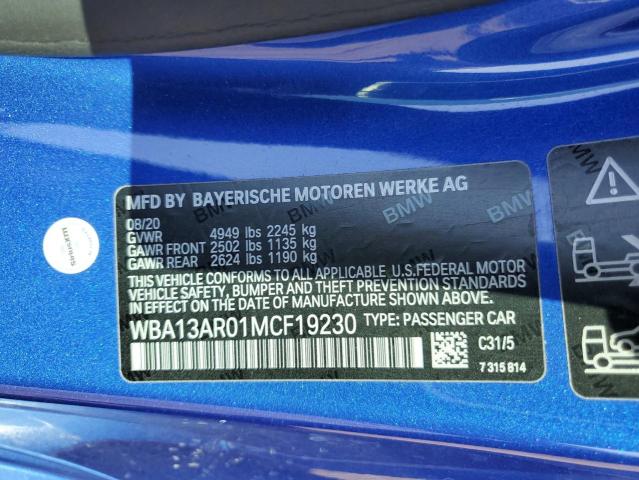 MFD BY BAYERISCHE MOTOREN WERKE AG
08/20
GVWR 4949 lbs 2245 kg
GAWR FRONT 2502 lbs 1135 kg
GAWR REAR 2624 lbs 1190 kg
THIS VEHICLE CONFORMS TO ALL APPLICABLE U.S.FEDERAL MOTOR
VEHICLE SAFETY, BUMPER AND THEFT PREVENTION STANDARDS
IN EFFECT ON THE DATE OF MANUFACTURE SHOWN ABOVE.
WBA13AR01MCF19230 TYPE: PASSENGER CAR
C31/5
7 315 814